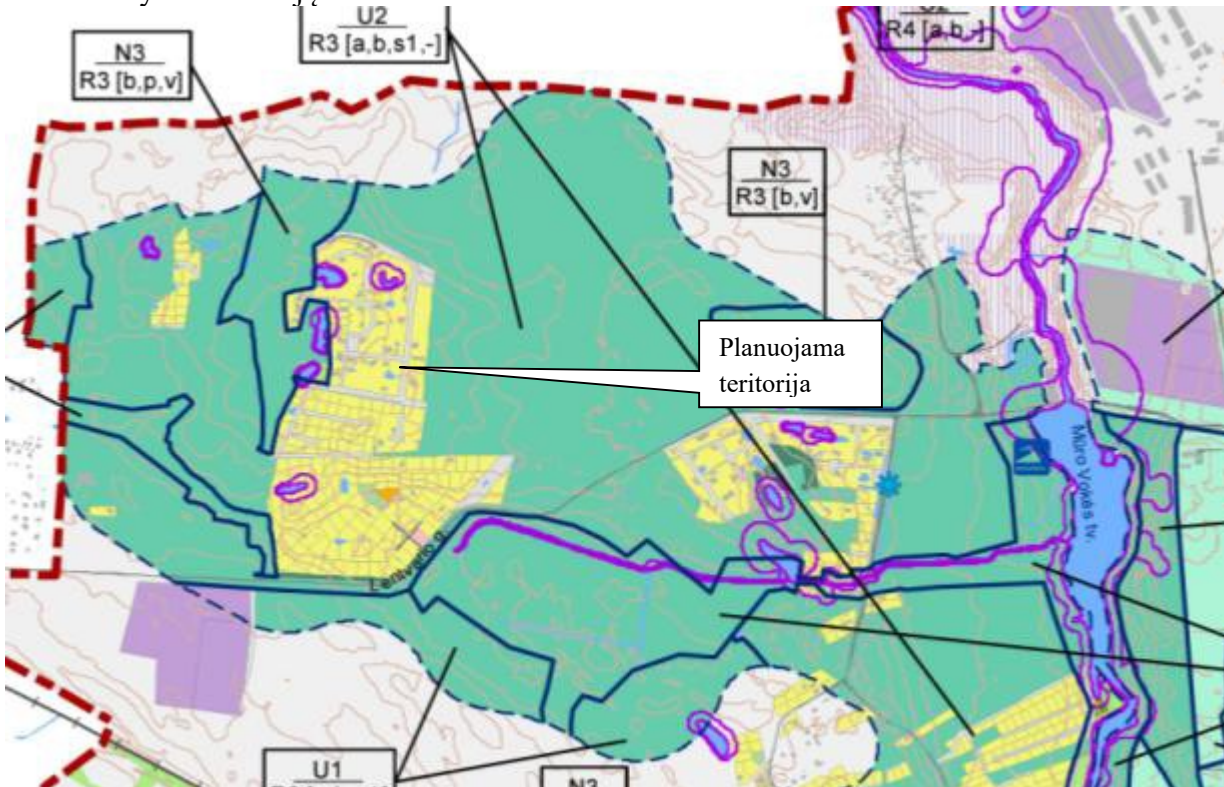 U2
R3 [a,b,s1,-]
R4 [a,b,-]
N3
R3 [b,p,v]
N3
R3 [b,v]
Planuojama
teritorija
Mūro Vokės tv.
Lentvario g.
U1
N3